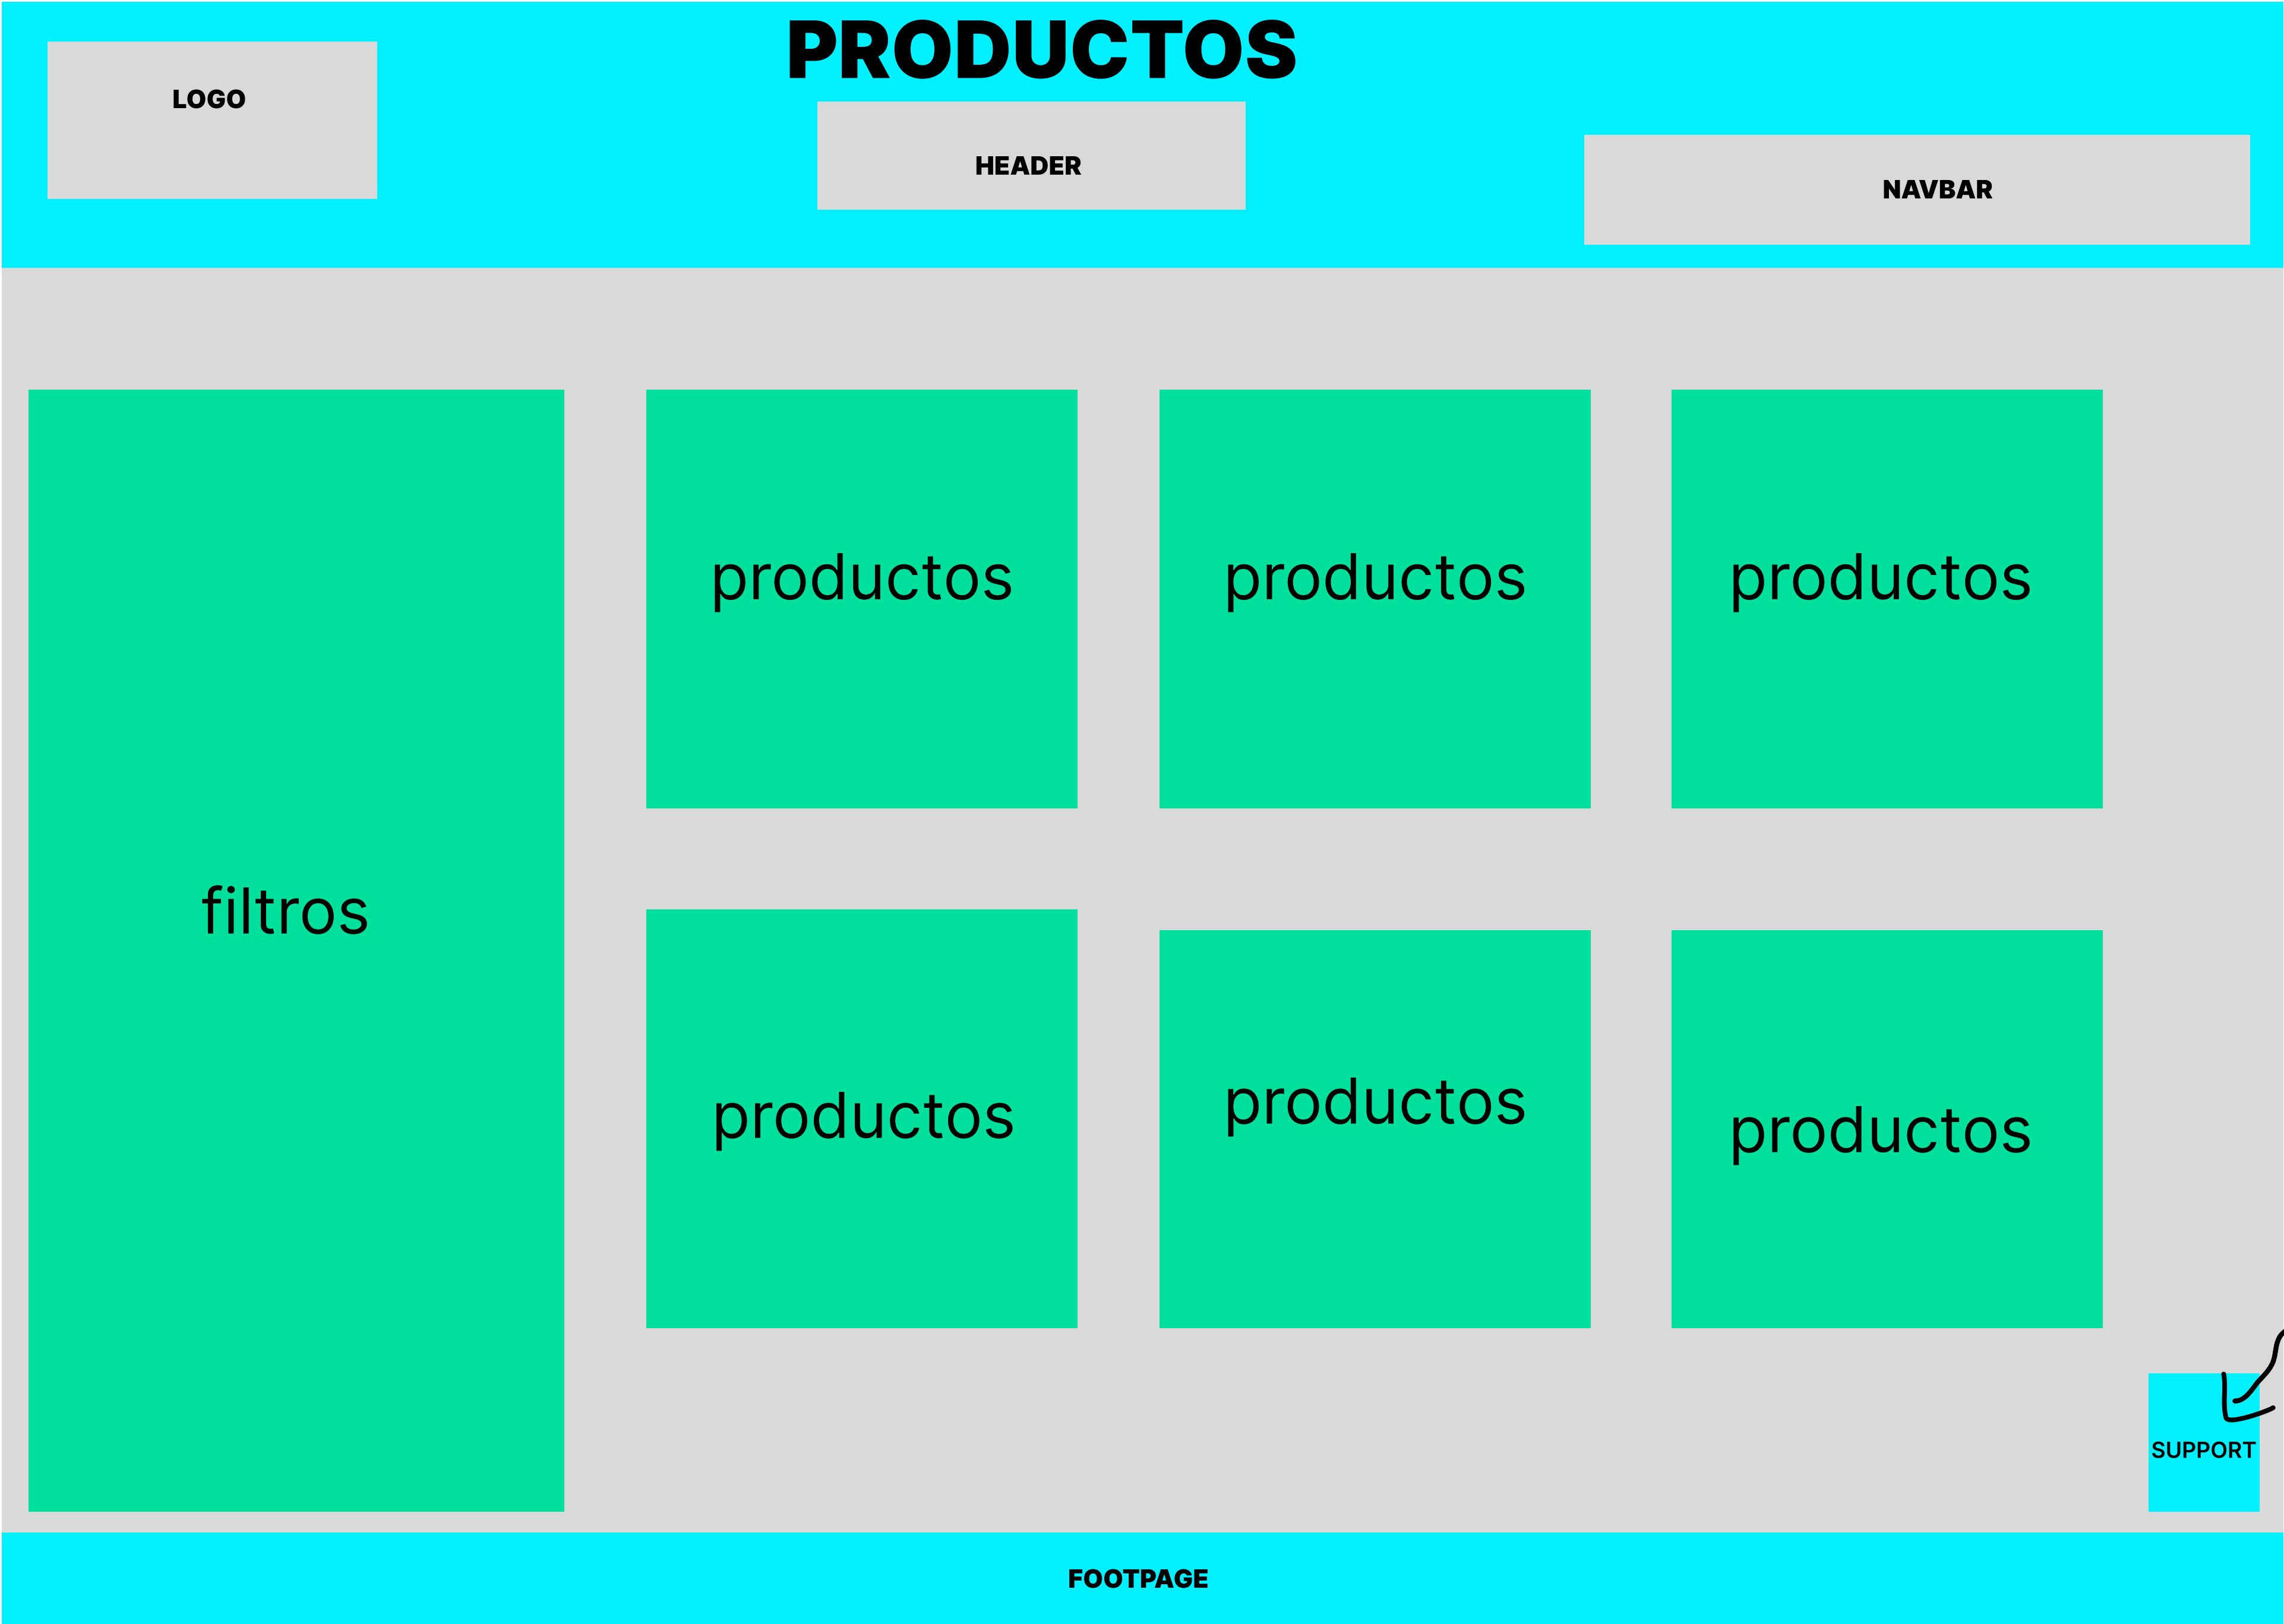 PRODUCTOS
LOGO
HEADER
NAVBAR
productos
productos
productos
filtros
productos
productos
productos
SUPPORT
FOOTPAGE